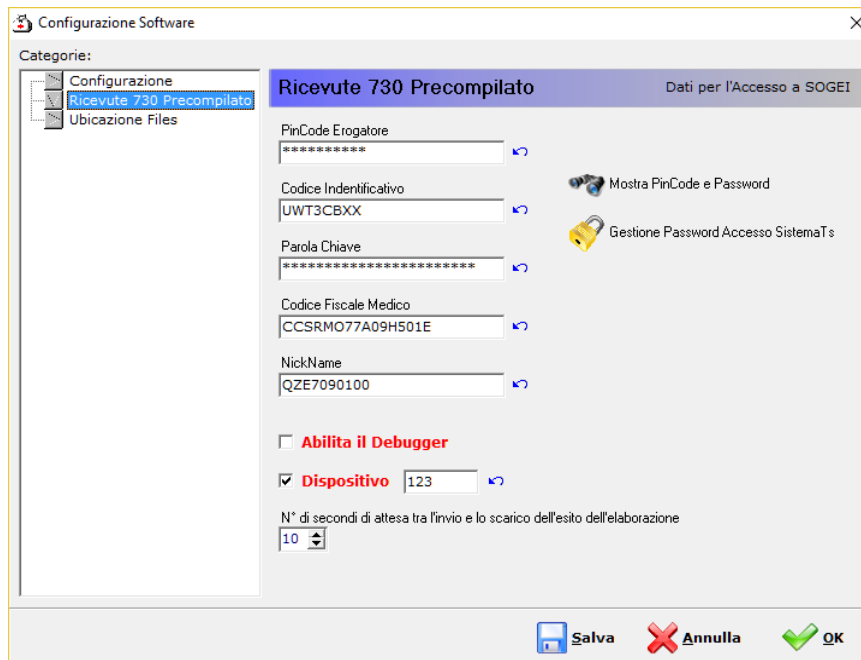 Configurazione Software
Categorie:
Configurazione
Ricevute 730 Precompilato
Ubicazione Files
Ricevute 730 Precompilato
Dati per l'Accesso a SOGEI
PinCode Erogatore
**********
Mostra PinCode e Password
Codice Indentificativo
UWT3CBXX
Gestione Password Accesso SistemaTs
Parola Chiave
***********************
Codice Fiscale Medico
CCSRMO77A09H501E
NickName
QZE7090100
Abilita il Debugger
Dispositivo 123
N° di secondi di attesa tra l'invio e lo scarico dell'esito dell'elaborazione
10
Salva
Annulla
OK